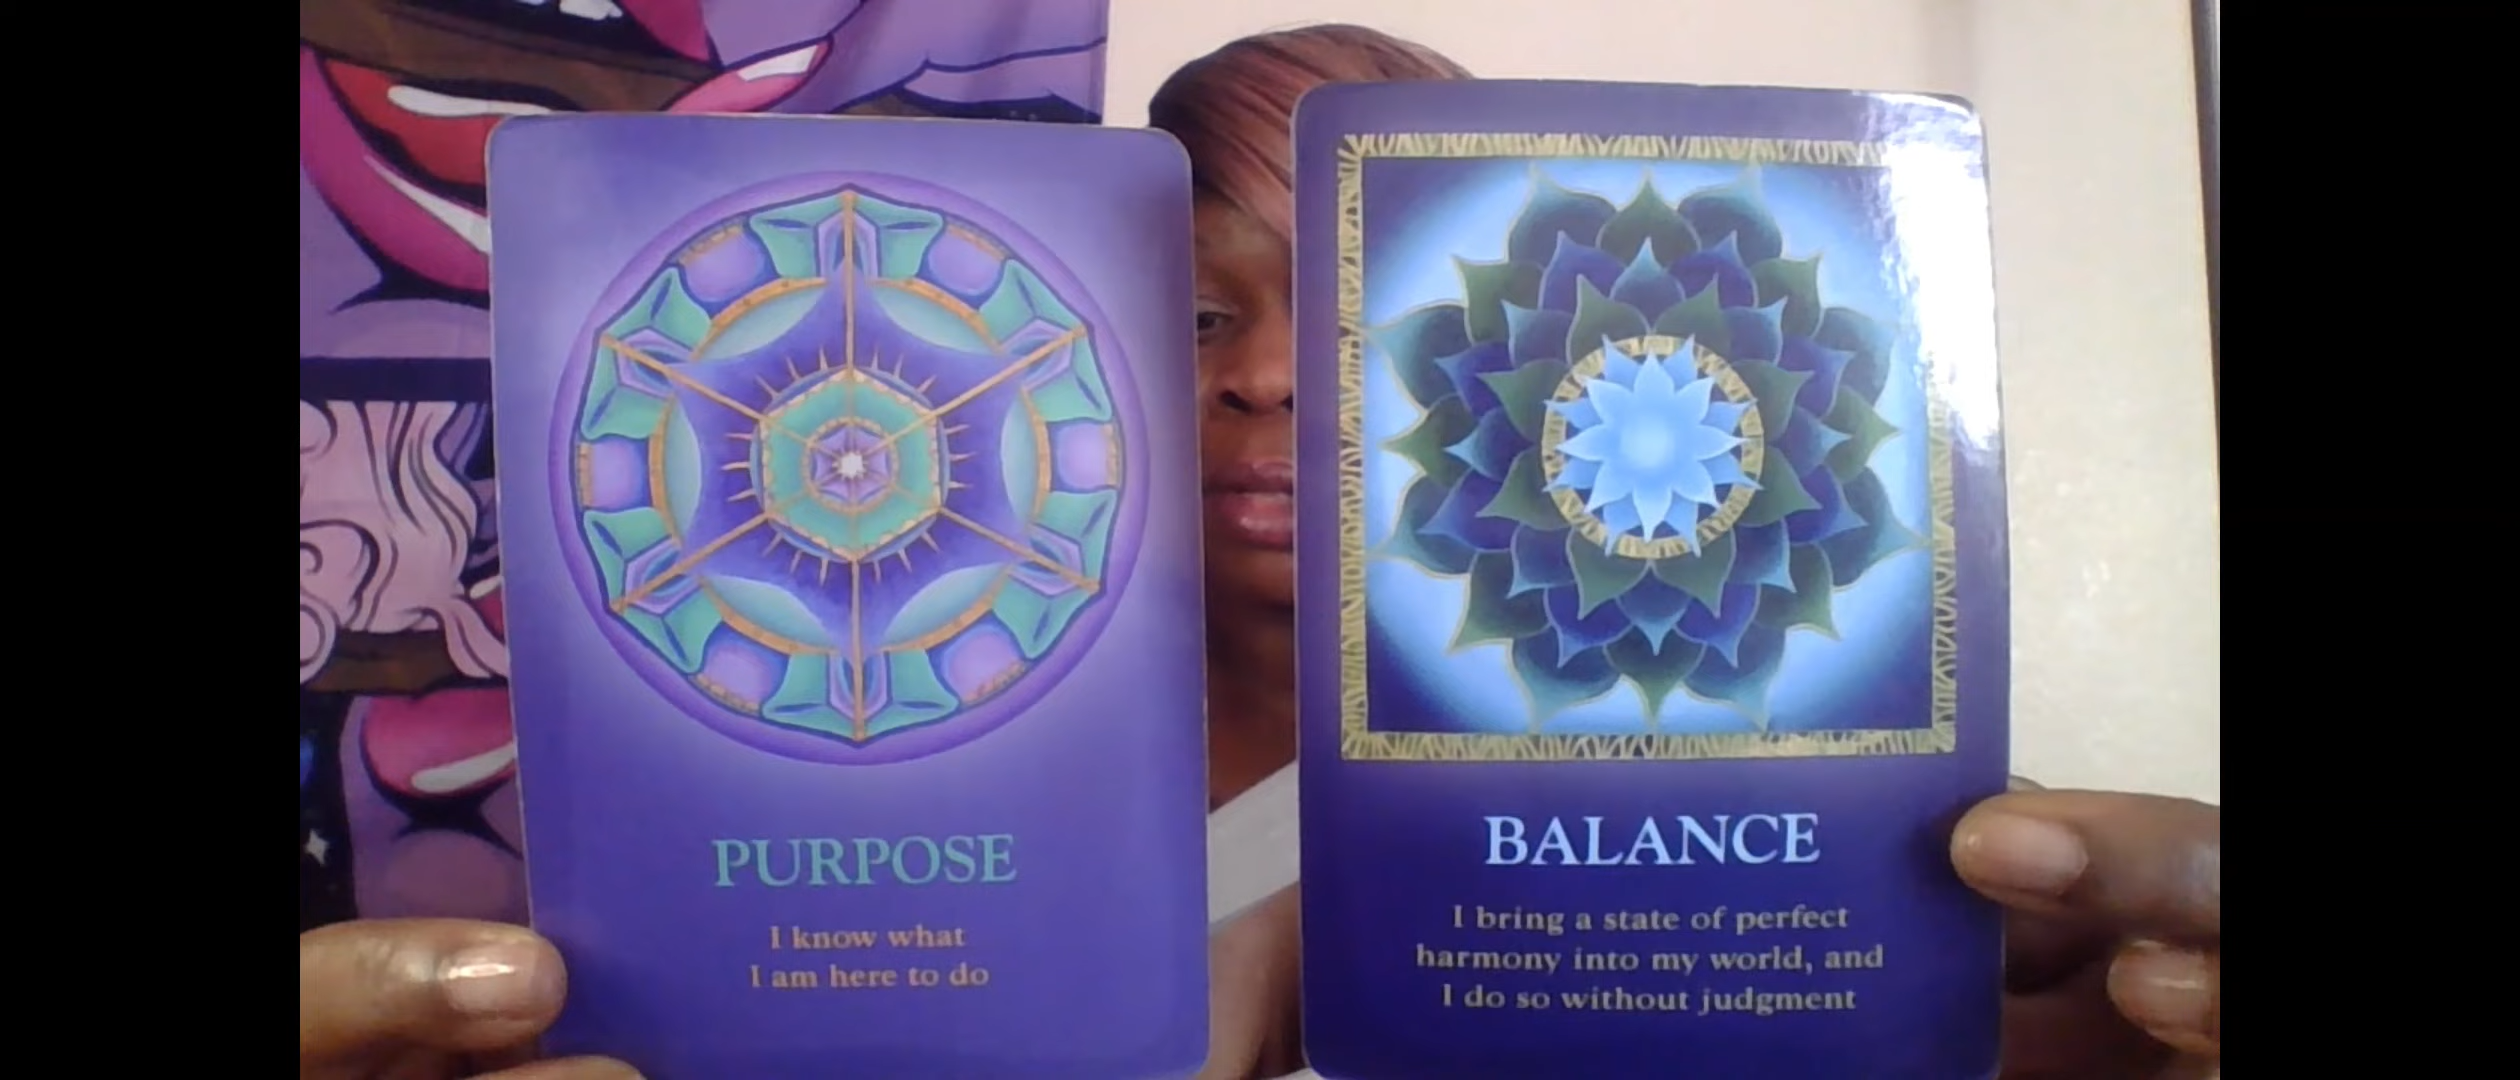 PURPOSE
I know what
I am here to do
BALANCE
I bring a state of perfect
harmony into my world, and
I do so without judgment